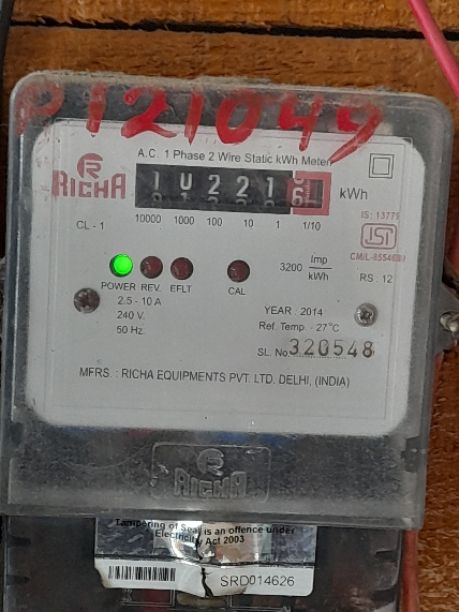 P121049
A.C. 1 Phase 2 Wire Static kWh Meter
RICHA
102216 kWh
10000 1000 100 10 1 1/10
CL - 1
IS: 13779
ISI
3200 Imp/kWh
RS : 12
POWER REV. EFLT CAL
2.5 - 10 A
240 V.
50 Hz.
YEAR : 2014
Ref. Temp. - 27°C
SL. No 320548
MFRS. : RICHA EQUIPMENTS PVT. LTD. DELHI, (INDIA)
RICHA
Tampering of Seal is an offence under
Electricity Act 2003
SRD014626